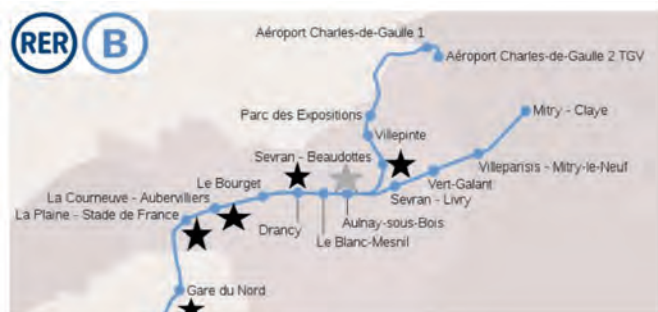 RER B
Aéroport Charles-de-Gaulle 1
Aéroport Charles-de-Gaulle 2 TGV
Parc des Expositions
Mitry - Claye
Villepinte
Sevran - Beaudottes
Villeparisis - Mitry-le-Neuf
Le Bourget
Vert-Galant
La Courneuve - Aubervilliers
Sevran - Livry
La Plaine - Stade de France
Drancy
Aulnay-sous-Bois
Le Blanc-Mesnil
Gare du Nord